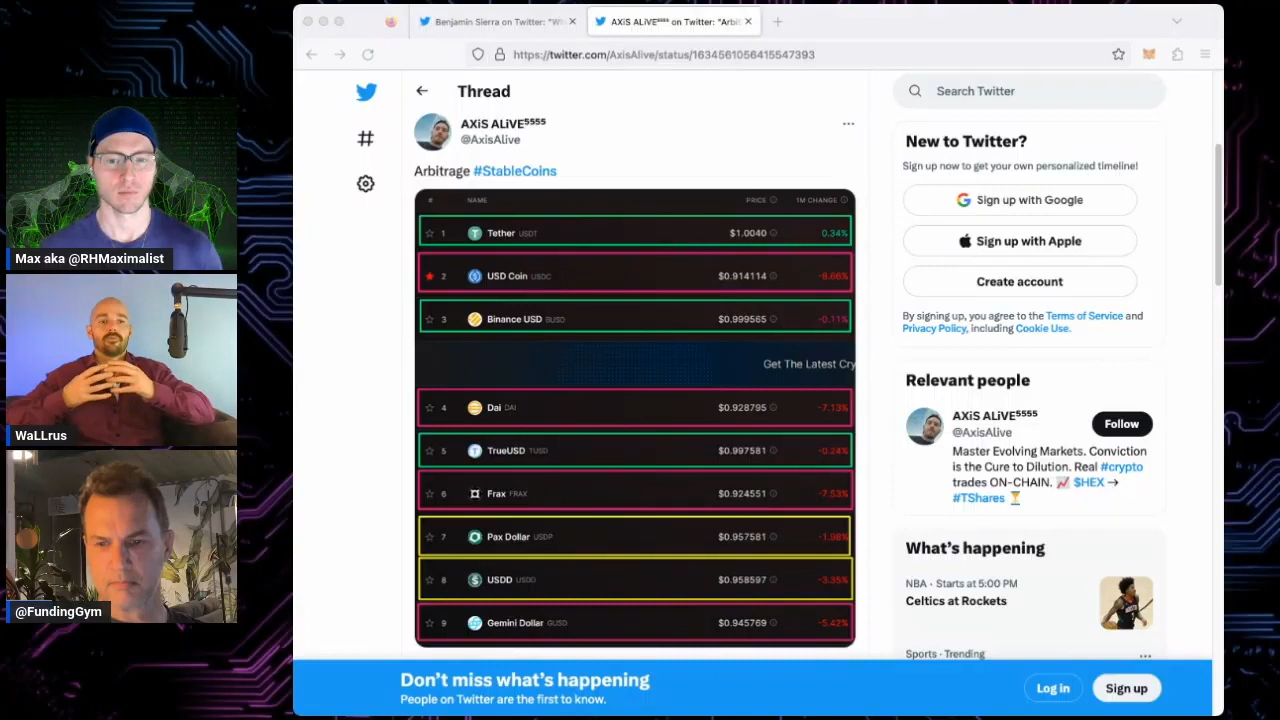 Benjamin Sierra on Twitter: "W
AXiS ALiVE⁵⁵⁵⁵ on Twitter: "Arbit
https://twitter.com/AxisAlive/status/1634561056415547393
Thread
AXiS ALiVE⁵⁵⁵⁵
@AxisAlive
Arbitrage #StableCoins
# NAME PRICE 1M CHANGE
1 Tether USDT $1.0040 0.34%
2 USD Coin USDC $0.914114 -8.66%
3 Binance USD BUSD $0.999565 -0.11%
Get The Latest Cry
4 Dai DAI $0.928795 -7.13%
5 TrueUSD TUSD $0.997581 -0.24%
6 Frax FRAX $0.924551 -7.53%
7 Pax Dollar USDP $0.957581 -1.98%
8 USDD USDD $0.958597 -3.35%
9 Gemini Dollar GUSD $0.945769 -5.42%
Search Twitter
New to Twitter?
Sign up now to get your own personalized timeline!
Sign up with Google
Sign up with Apple
Create account
By signing up, you agree to the Terms of Service and
Privacy Policy, including Cookie Use.
Relevant people
AXiS ALiVE⁵⁵⁵⁵
@AxisAlive
Follow
Master Evolving Markets. Conviction
is the Cure to Dilution. Real #crypto
trades ON-CHAIN. 📈 $HEX →
#TShares ⏳
What's happening
NBA · Starts at 5:00 PM
Celtics at Rockets
Sports · Trending
Don't miss what's happening
People on Twitter are the first to know.
Log in
Sign up
Max aka @RHMaximalist
WaLLrus
@FundingGym